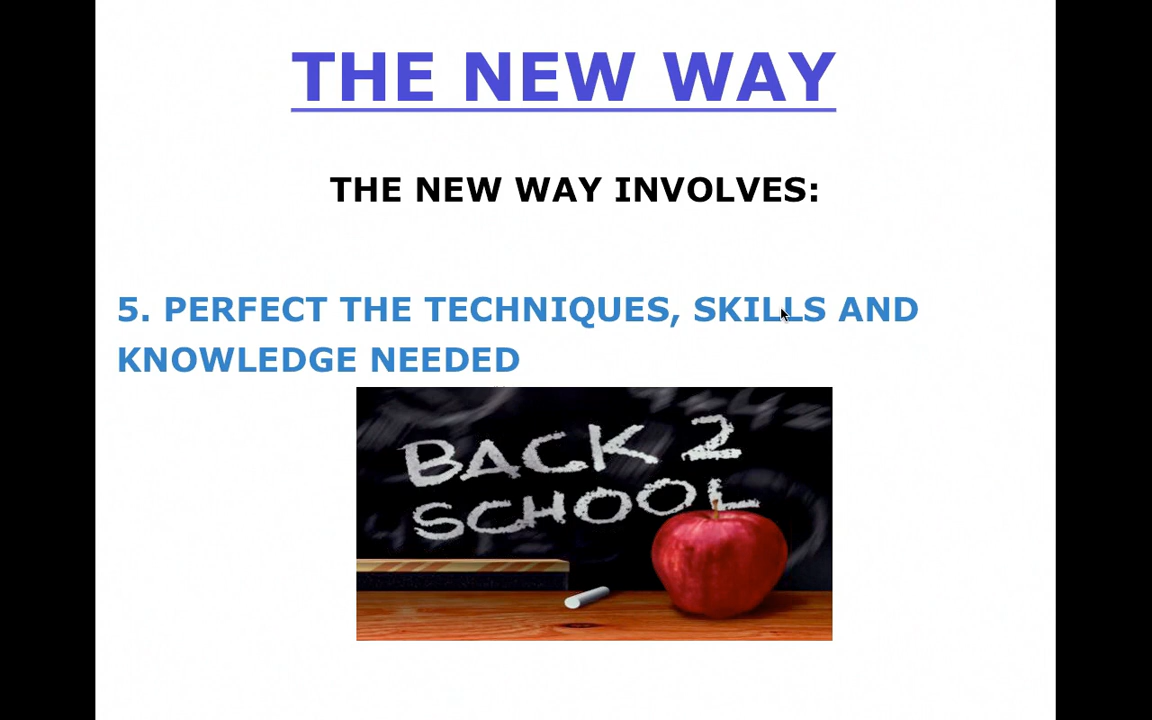 THE NEW WAY
THE NEW WAY INVOLVES:
5. PERFECT THE TECHNIQUES, SKILLS AND
KNOWLEDGE NEEDED
BACK 2
SCHOOL